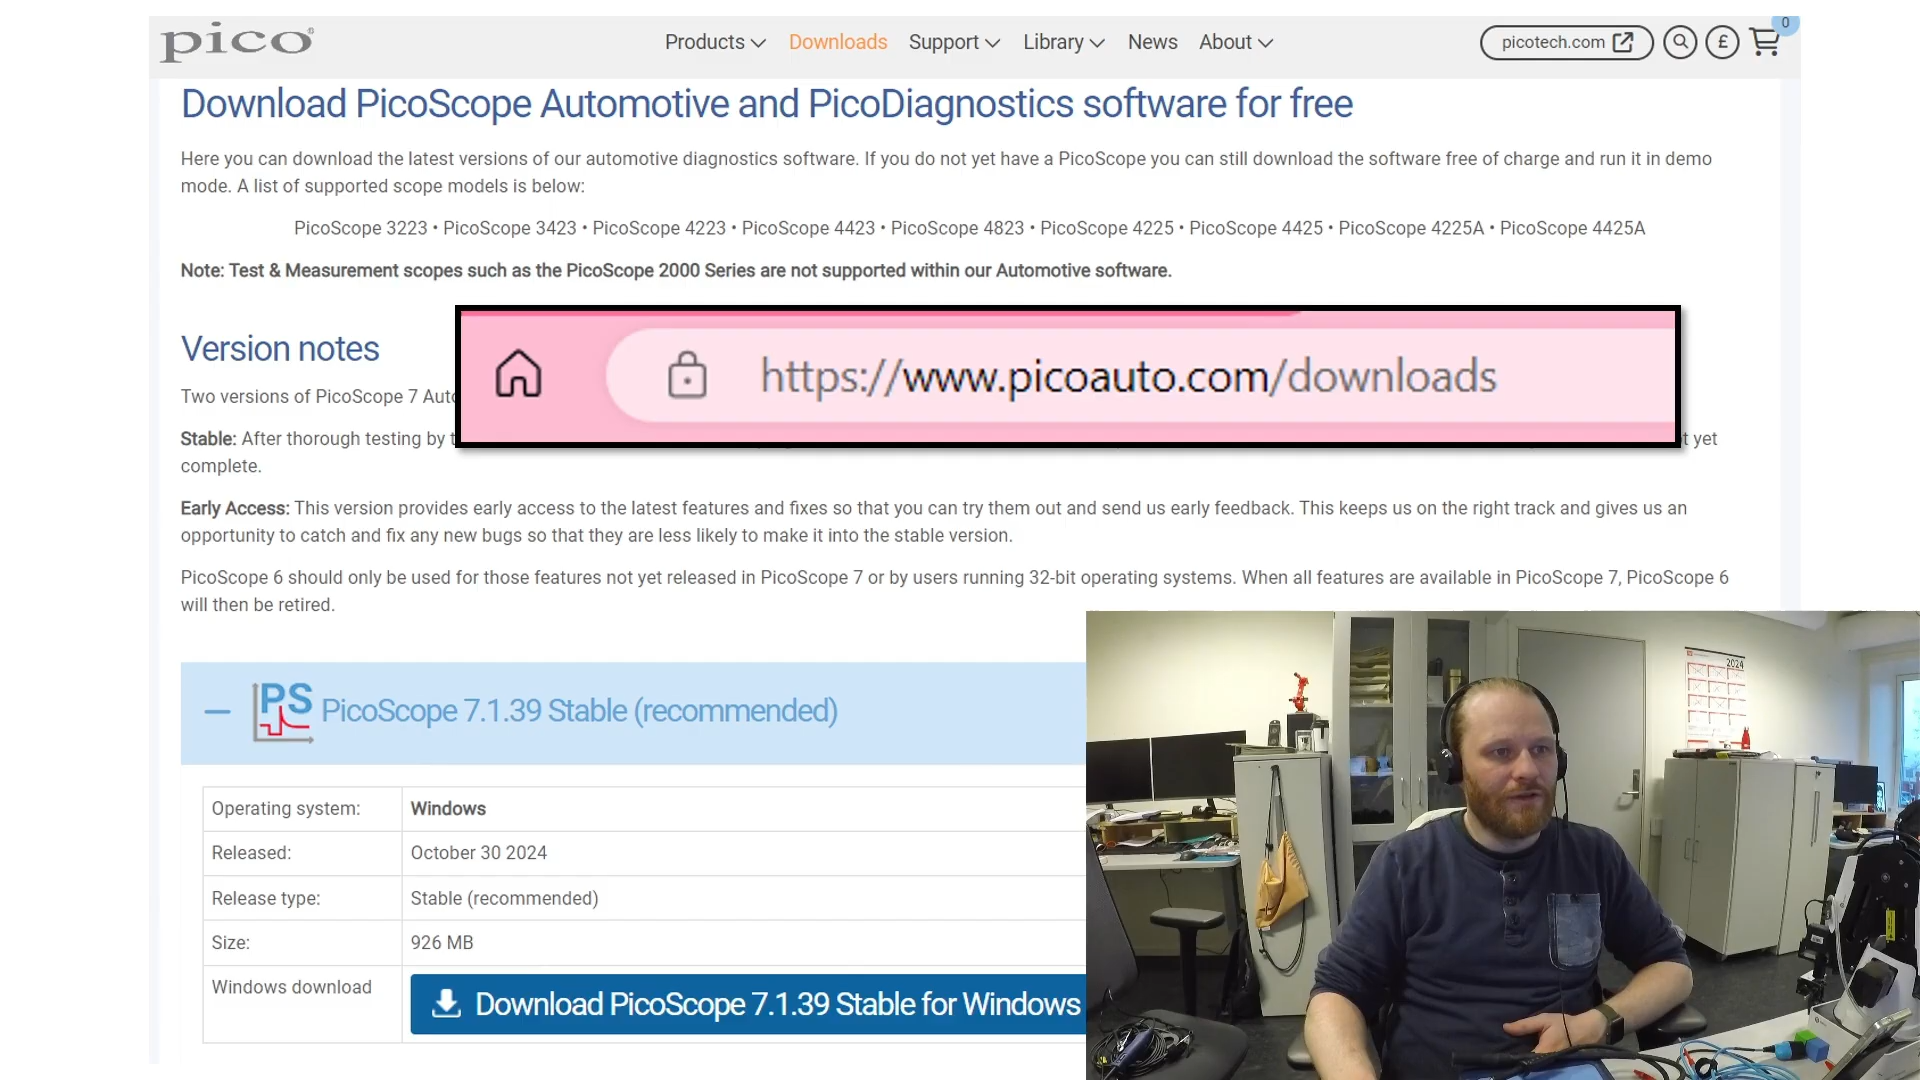 pico
Products Downloads Support Library News About picotech.com £ 0
Download PicoScope Automotive and PicoDiagnostics software for free
Here you can download the latest versions of our automotive diagnostics software. If you do not yet have a PicoScope you can still download the software free of charge and run it in demo
mode. A list of supported scope models is below:
PicoScope 3223 • PicoScope 3423 • PicoScope 4223 • PicoScope 4423 • PicoScope 4823 • PicoScope 4225 • PicoScope 4425 • PicoScope 4225A • PicoScope 4425A
Note: Test & Measurement scopes such as the PicoScope 2000 Series are not supported within our Automotive software.
https://www.picoauto.com/downloads
Version notes
Two versions of PicoScope 7
Stable: After thorough testing by
yet
complete.
Early Access: This version provides early access to the latest features and fixes so that you can try them out and send us early feedback. This keeps us on the right track and gives us an
opportunity to catch and fix any new bugs so that they are less likely to make it into the stable version.
PicoScope 6 should only be used for those features not yet released in PicoScope 7 or by users running 32-bit operating systems. When all features are available in PicoScope 7, PicoScope 6
will then be retired.
PS PicoScope 7.1.39 Stable (recommended)
Operating system: Windows
Released: October 30 2024
Release type: Stable (recommended)
Size: 926 MB
Windows download
Download PicoScope 7.1.39 Stable for Windows
2024